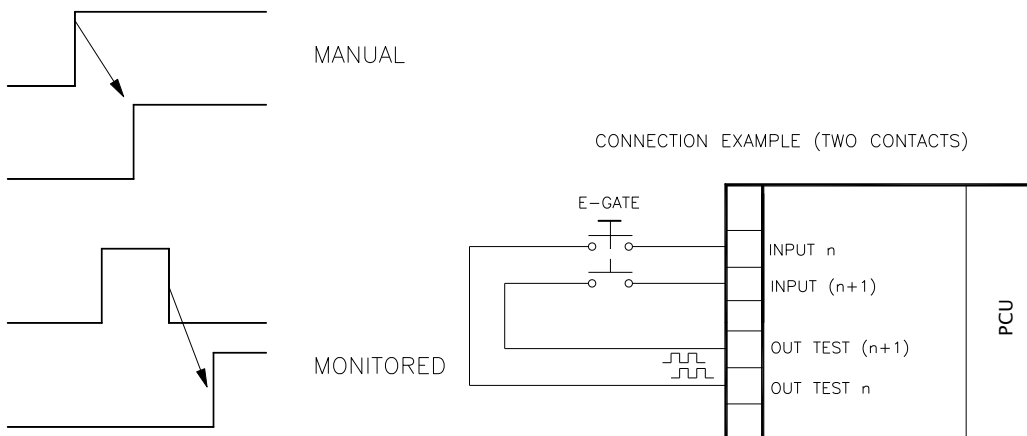 MANUAL
MONITORED
CONNECTION EXAMPLE (TWO CONTACTS)
E-GATE
INPUT n
INPUT (n+1)
OUT TEST (n+1)
OUT TEST n
PCU